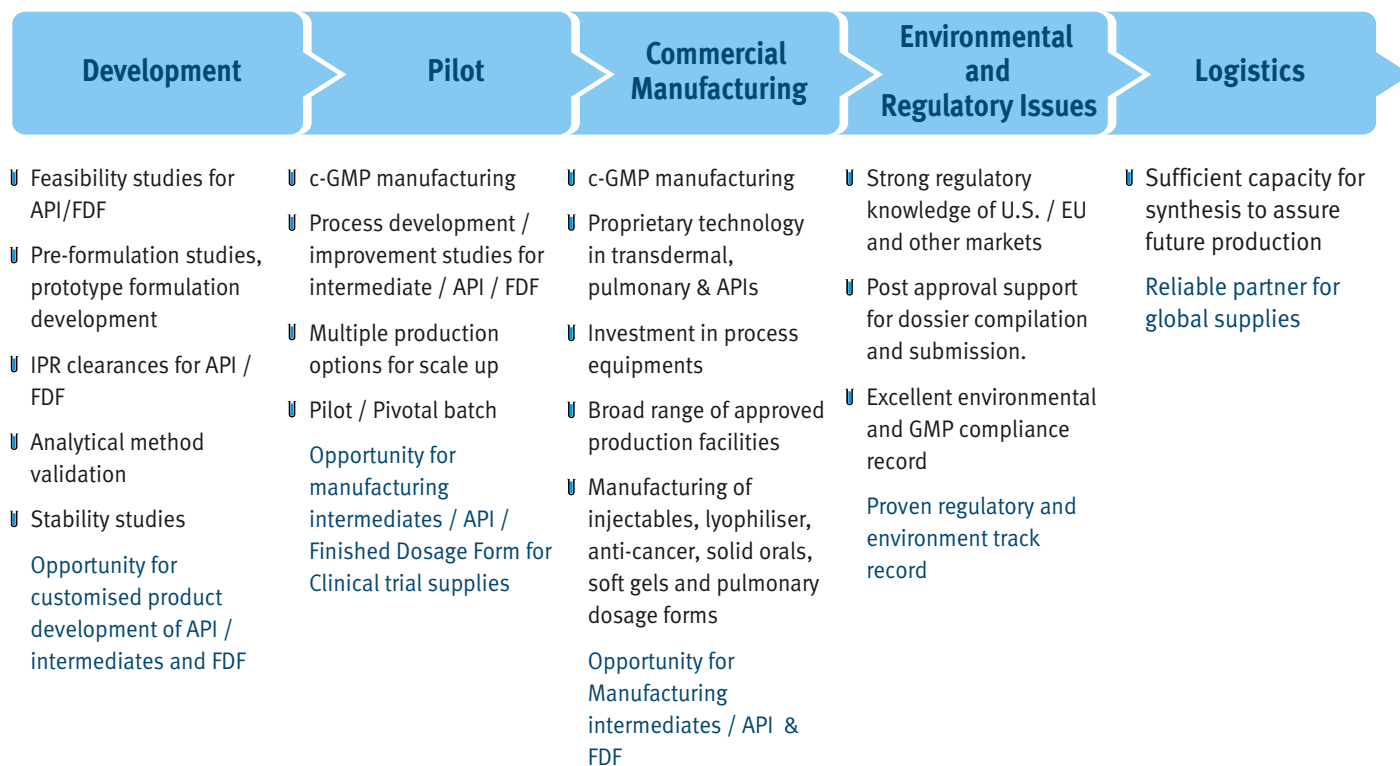 Development
Pilot
Commercial
Manufacturing
Environmental
and
Regulatory Issues
Logistics
Feasibility studies for
API/FDF
Pre-formulation studies,
prototype formulation
development
IPR clearances for API /
FDF
Analytical method
validation
Stability studies
Opportunity for
customised product
development of API /
intermediates and FDF
c-GMP manufacturing
Process development /
improvement studies for
intermediate / API / FDF
Multiple production
options for scale up
Pilot / Pivotal batch
Opportunity for
manufacturing
intermediates / API /
Finished Dosage Form for
Clinical trial supplies
c-GMP manufacturing
Proprietary technology
in transdermal,
pulmonary & APIs
Investment in process
equipments
Broad range of approved
production facilities
Manufacturing of
injectables, lyophiliser,
anti-cancer, solid orals,
soft gels and pulmonary
dosage forms
Opportunity for
Manufacturing
intermediates / API &
FDF
Strong regulatory
knowledge of U.S. / EU
and other markets
Post approval support
for dossier compilation
and submission.
Excellent environmental
and GMP compliance
record
Proven regulatory and
environment track
record
Sufficient capacity for
synthesis to assure
future production
Reliable partner for
global supplies